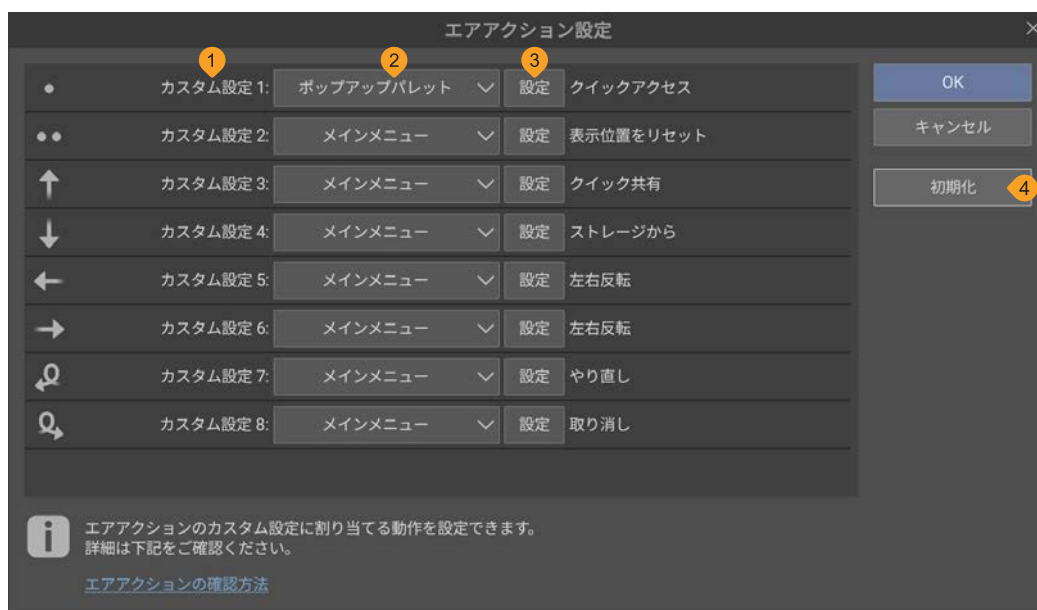 エアアクション設定
1
2
3
カスタム設定 1: ポップアップパレット 設定 クイックアクセス
カスタム設定 2: メインメニュー 設定 表示位置をリセット
カスタム設定 3: メインメニュー 設定 クイック共有
カスタム設定 4: メインメニュー 設定 ストレージから
カスタム設定 5: メインメニュー 設定 左右反転
カスタム設定 6: メインメニュー 設定 左右反転
カスタム設定 7: メインメニュー 設定 やり直し
カスタム設定 8: メインメニュー 設定 取り消し
OK
キャンセル
初期化
4
エアアクションのカスタム設定に割り当てる動作を設定できます。
詳細は下記をご確認ください。
エアアクションの確認方法